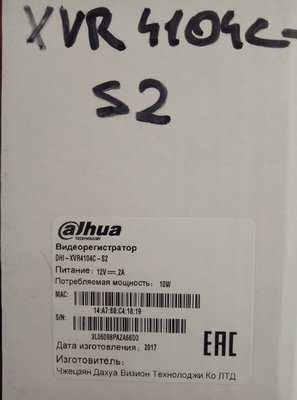 XVR 4104C-
S2
alhua
TECHNOLOGY
Видеорегистратор
DHI-XVR4104C-S2
Питание: 12V⎓.2A
Потребляемая мощность: 10W
MAC:
14:A7:8B:C4:18:19
S/N:
3L06098PAZA66D3
Дата изготовления: 2017
Изготовитель:
Чжецзян Дахуа Визион Технолоджи Ко ЛТД
EAC